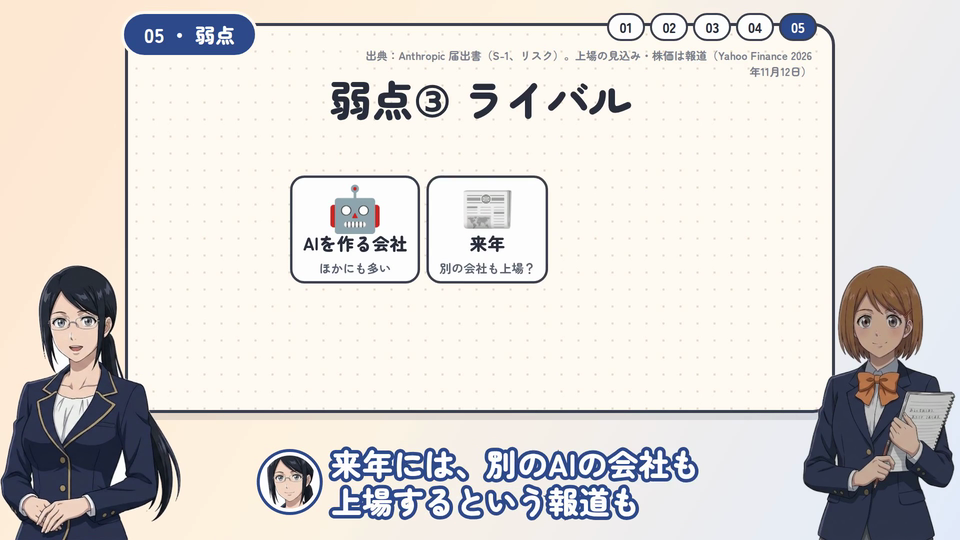 05・弱点
01 02 03 04 05
出典：Anthropic 届出書（S-1、リスク）。上場の見込み・株価は報道（Yahoo Finance 2026
年11月12日）
弱点③ ライバル
AIを作る会社
ほかにも多い
来年
別の会社も上場？
来年には、別のAIの会社も
上場するという報道も